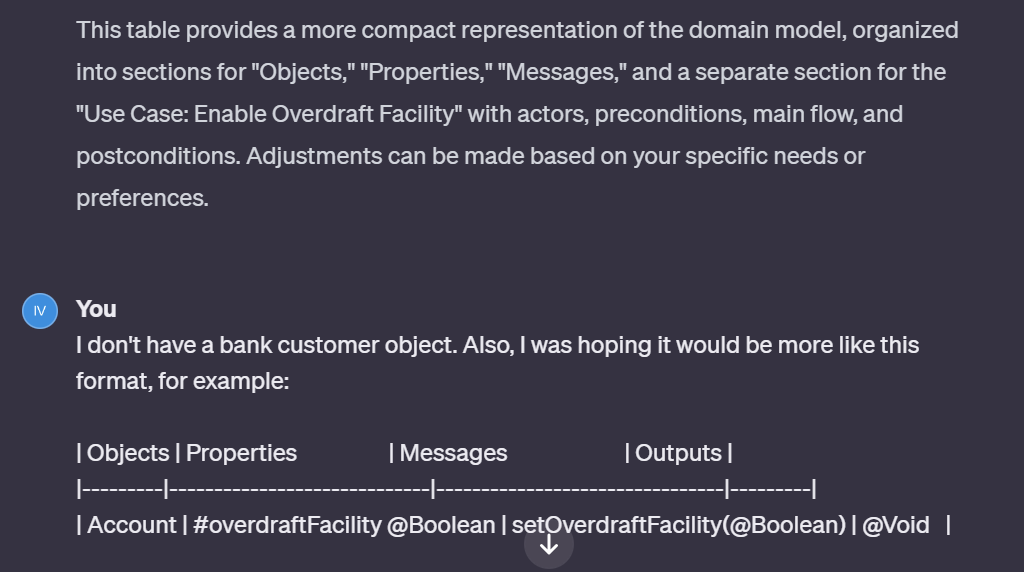 This table provides a more compact representation of the domain model, organized
into sections for "Objects," "Properties," "Messages," and a separate section for the
"Use Case: Enable Overdraft Facility" with actors, preconditions, main flow, and
postconditions. Adjustments can be made based on your specific needs or
preferences.
IV
You
I don't have a bank customer object. Also, I was hoping it would be more like this
format, for example:
| Objects | Properties | Messages | Outputs |
|---------|-----------------------------|--------------------------------|---------|
| Account | #overdraftFacility @Boolean | setOverdraftFacility(@Boolean) | @Void |